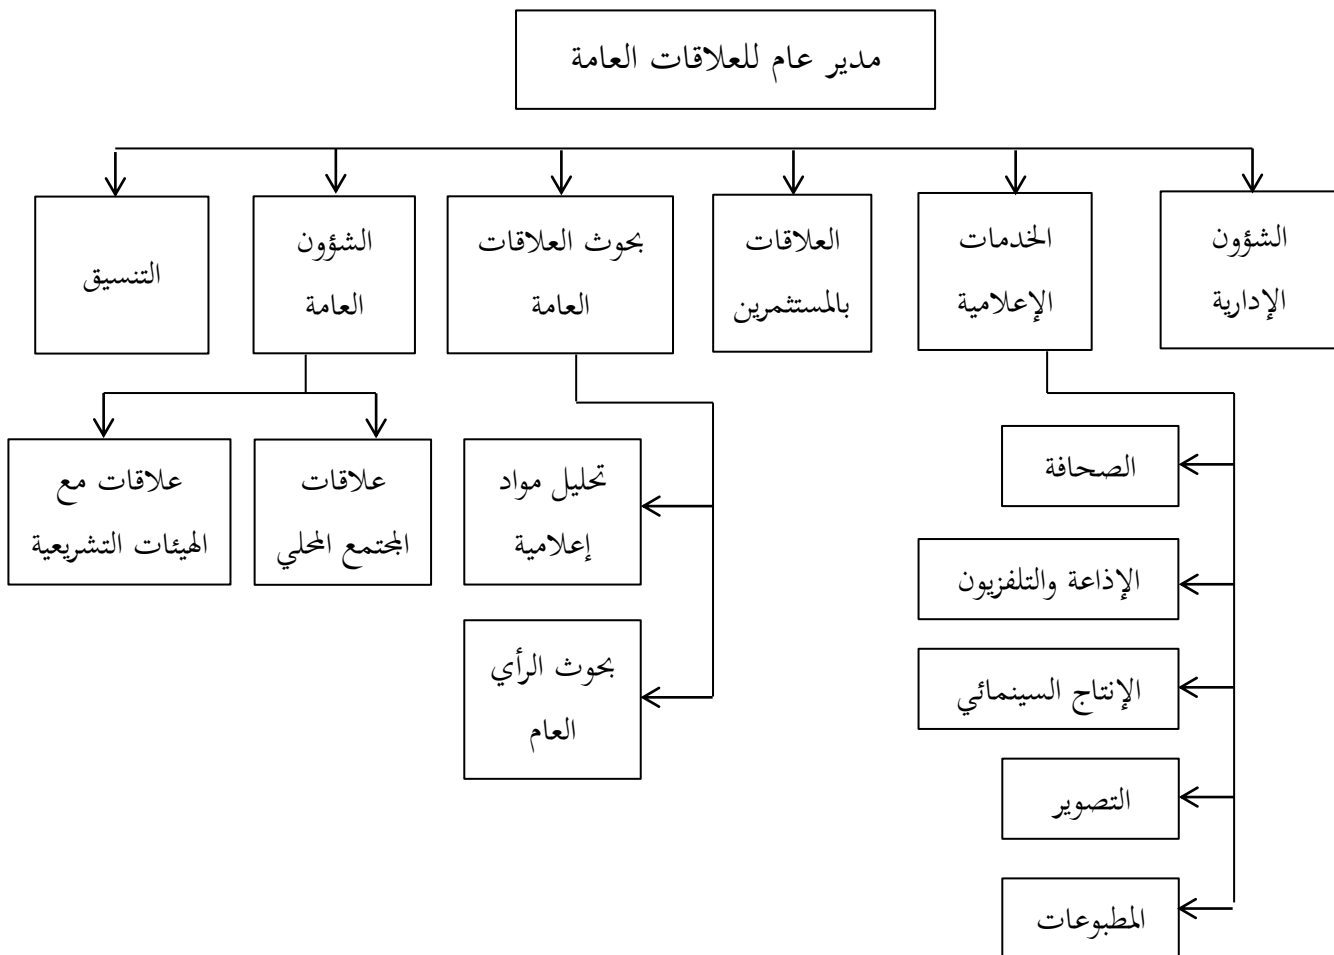 مدير عام للعلاقات العامة
الشؤون
الإدارية
الخدمات
الإعلامية
العلاقات
بالمستثمرين
بحوث العلاقات
العامة
الشؤون
العامة
التنسيق
الصحافة
الإذاعة والتلفزيون
الإنتاج السينمائي
التصوير
المطبوعات
تحليل مواد
إعلامية
بحوث الرأي
العام
علاقات
المجتمع المحلي
علاقات مع
الهيئات التشريعية